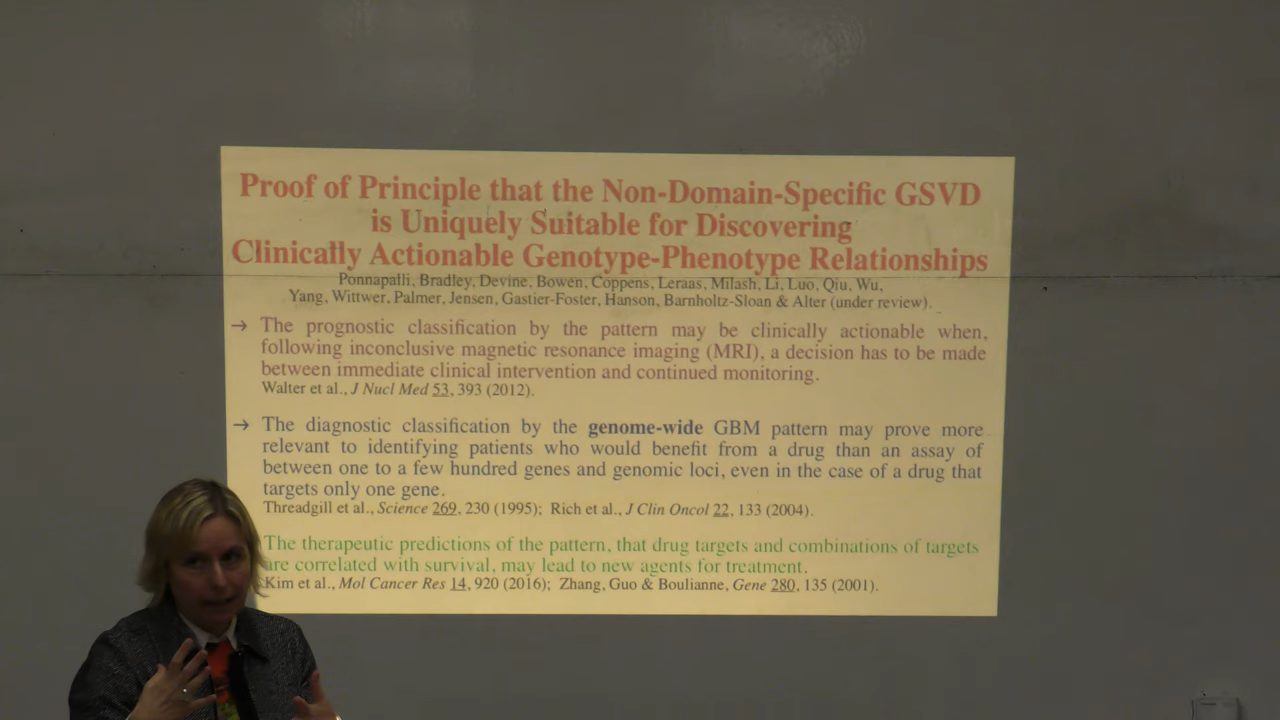 Proof of Principle that the Non-Domain-Specific GSVD
is Uniquely Suitable for Discovering
Clinically Actionable Genotype-Phenotype Relationships
Ponnapalli, Bradley, Devine, Bowen, Coppens, Leraas, Milash, Li, Luo, Qiu, Wu,
Yang, Wittwer, Palmer, Jensen, Gastier-Foster, Hanson, Barnholtz-Sloan & Alter (under review).
→ The prognostic classification by the pattern may be clinically actionable when,
following inconclusive magnetic resonance imaging (MRI), a decision has to be made
between immediate clinical intervention and continued monitoring.
Walter et al., J Nucl Med 53, 393 (2012).
→ The diagnostic classification by the genome-wide GBM pattern may prove more
relevant to identifying patients who would benefit from a drug than an assay of
between one to a few hundred genes and genomic loci, even in the case of a drug that
targets only one gene.
Threadgill et al., Science 269, 230 (1995); Rich et al., J Clin Oncol 22, 133 (2004).
The therapeutic predictions of the pattern, that drug targets and combinations of targets
are correlated with survival, may lead to new agents for treatment.
Kim et al., Mol Cancer Res 14, 920 (2016); Zhang, Guo & Boulianne, Gene 280, 135 (2001).